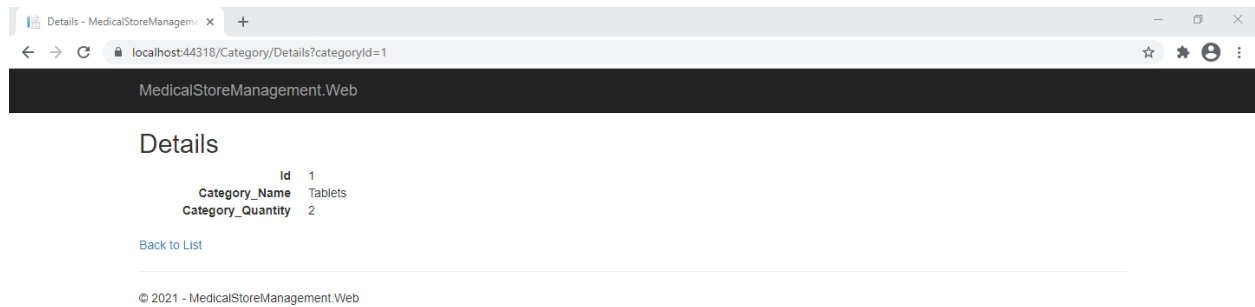 Details - MedicalStoreManageme
localhost:44318/Category/Details?categoryId=1
MedicalStoreManagement.Web
Details
Id 1
Category_Name Tablets
Category_Quantity 2
Back to List
© 2021 - MedicalStoreManagement.Web